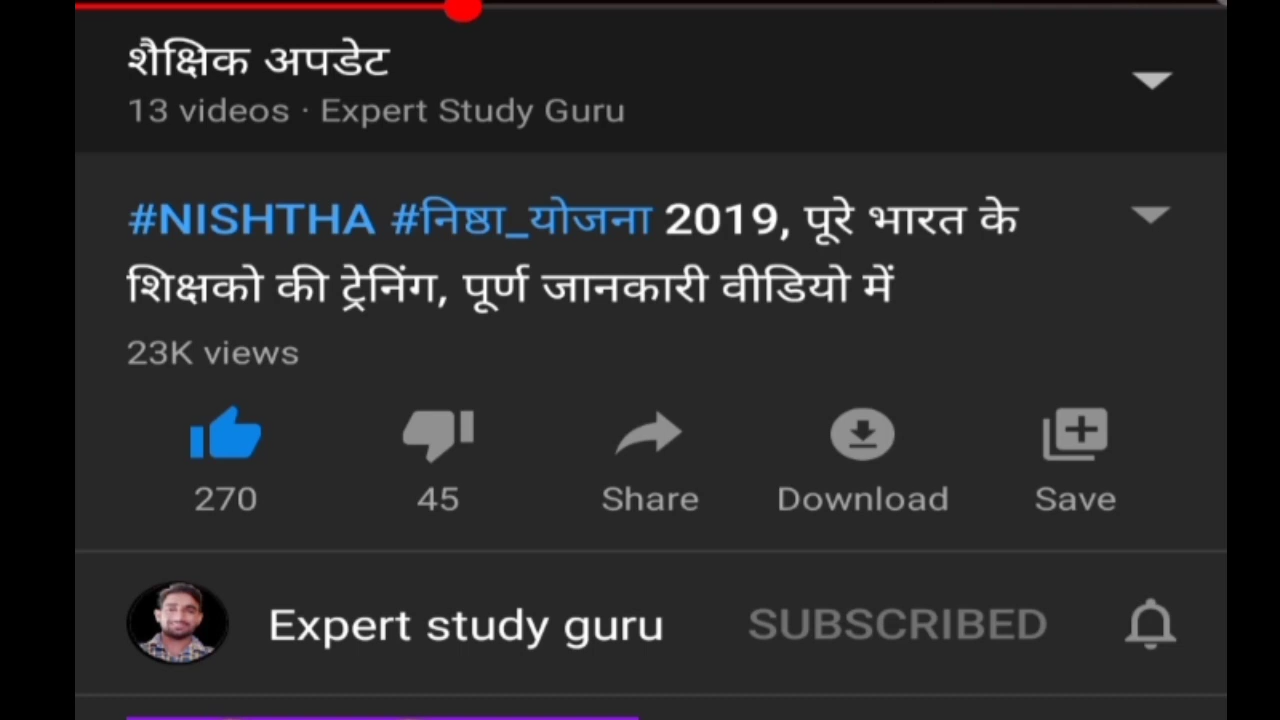 शैक्षिक अपडेट
13 videos · Expert Study Guru
#NISHTHA #निष्ठा_योजना 2019, पूरे भारत के
शिक्षको की ट्रेनिंग, पूर्ण जानकारी वीडियो में
23K views
270 45 Share Download Save
Expert study guru SUBSCRIBED